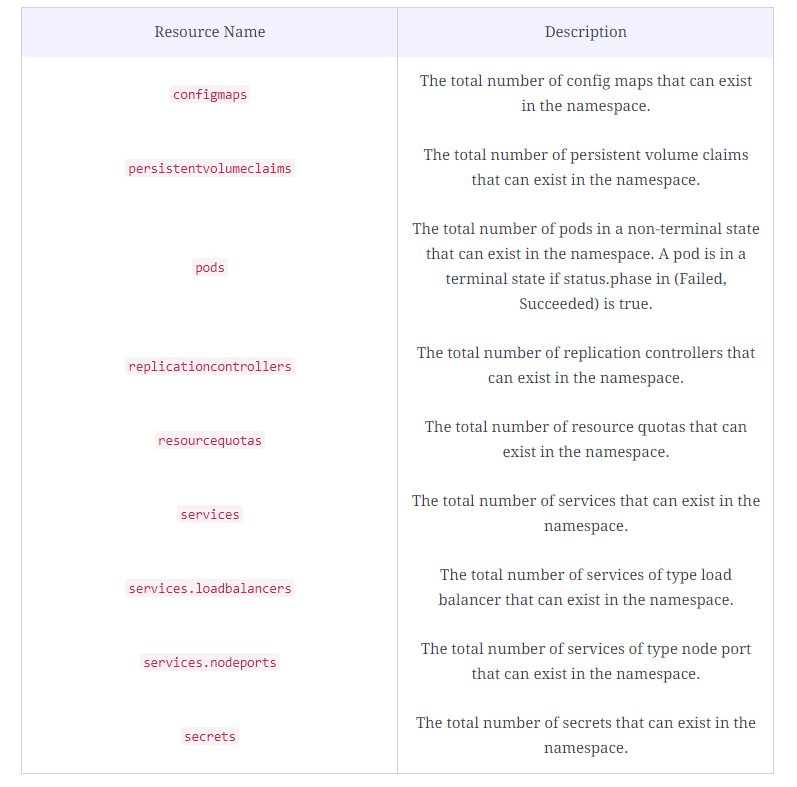 Resource Name
Description
configmaps
The total number of config maps that can exist
in the namespace.
persistentvolumeclaims
The total number of persistent volume claims
that can exist in the namespace.
pods
The total number of pods in a non-terminal state
that can exist in the namespace. A pod is in a
terminal state if status.phase in (Failed,
Succeeded) is true.
replicationcontrollers
The total number of replication controllers that
can exist in the namespace.
resourcequotas
The total number of resource quotas that can
exist in the namespace.
services
The total number of services that can exist in the
namespace.
services.loadbalancers
The total number of services of type load
balancer that can exist in the namespace.
services.nodeports
The total number of services of type node port
that can exist in the namespace.
secrets
The total number of secrets that can exist in the
namespace.